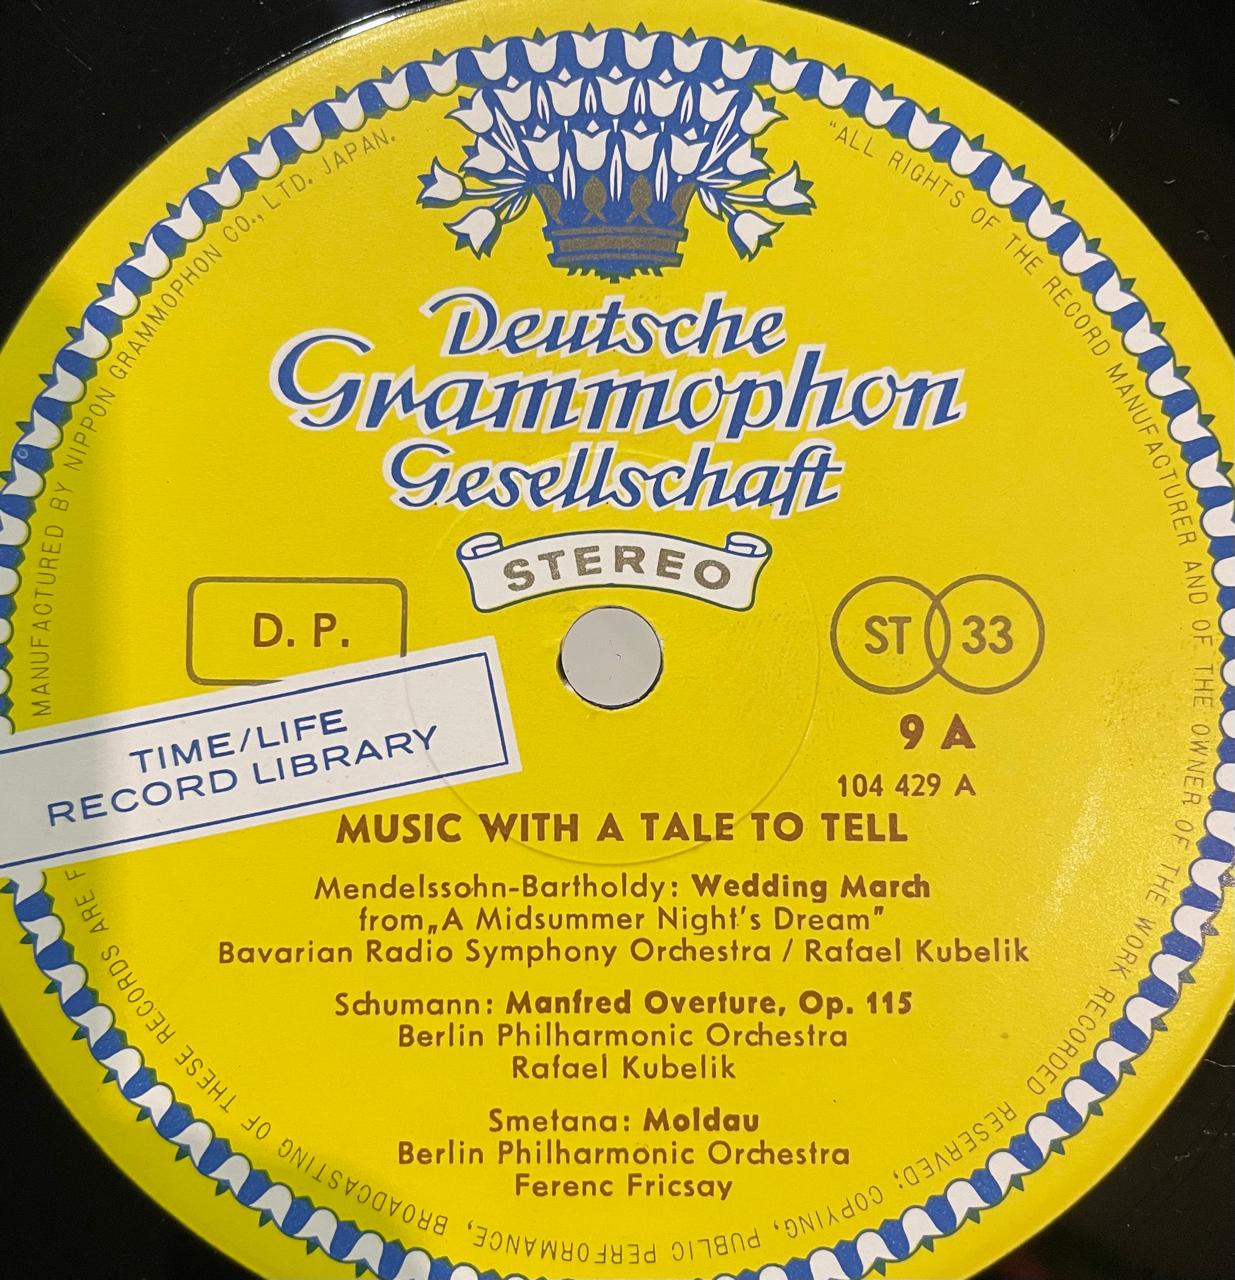 Deutsche
Grammophon
Gesellschaft
STEREO
D. P.
ST 33
TIME/LIFE
RECORD LIBRARY
9 A
104 429 A
MUSIC WITH A TALE TO TELL
Mendelssohn-Bartholdy: Wedding March
from „A Midsummer Night's Dream"
Bavarian Radio Symphony Orchestra / Rafael Kubelik
Schumann: Manfred Overture, Op. 115
Berlin Philharmonic Orchestra
Rafael Kubelik
Smetana: Moldau
Berlin Philharmonic Orchestra
Ferenc Fricsay
"ALL RIGHTS OF THE RECORD MANUFACTURER AND OF THE OWNER OF THE WORK RECORDED RESERVED; COPYING, PUBLIC PERFORMANCE, BROADCASTING OF THESE RECORDS ARE
MANUFACTURED BY NIPPON GRAMMOPHON CO., LTD. JAPAN.